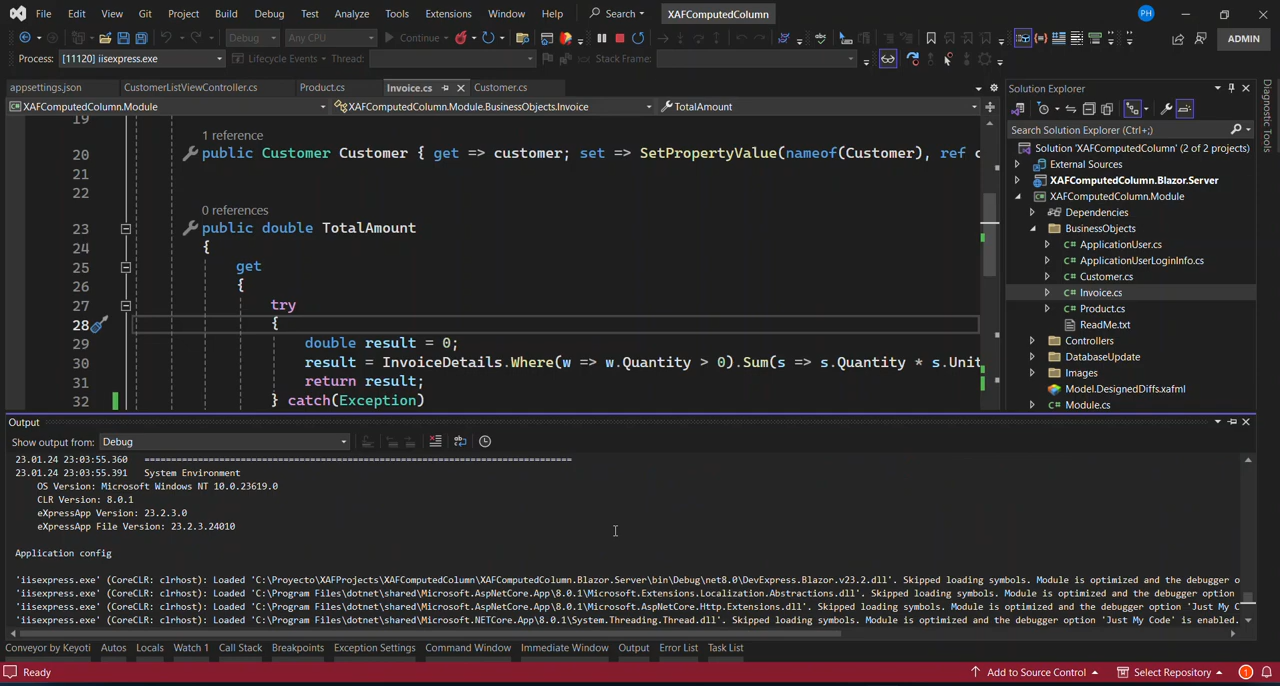 File Edit View Git Project Build Debug Test Analyze Tools Extensions Window Help Search XAFComputedColumn PH
Debug Any CPU Continue ADMIN
Process: [11120] iisexpress.exe Lifecycle Events Thread: Stack Frame:
appsettings.json CustomerListViewController.cs Product.cs Invoice.cs Customer.cs
XAFComputedColumn.Module XAFComputedColumn.Module.BusinessObjects.Invoice TotalAmount
19
1 reference
20 public Customer Customer { get => customer; set => SetPropertyValue(nameof(Customer), ref c
21
22
0 references
23 public double TotalAmount
24 {
25 get
26 {
27 try
28 {
29 double result = 0;
30 result = InvoiceDetails.Where(w => w.Quantity > 0).Sum(s => s.Quantity * s.Unit
31 return result;
32 } catch(Exception)
Solution Explorer
Search Solution Explorer (Ctrl+;)
Solution 'XAFComputedColumn' (2 of 2 projects)
External Sources
XAFComputedColumn.Blazor.Server
XAFComputedColumn.Module
Dependencies
BusinessObjects
C# ApplicationUser.cs
C# ApplicationUserLoginInfo.cs
C# Customer.cs
C# Invoice.cs
C# Product.cs
ReadMe.txt
Controllers
DatabaseUpdate
Images
Model.DesignedDiffs.xafml
C# Module.cs
Diagnostic Tools
Output
Show output from: Debug
23.01.24 23:03:55.360 ================================================================================
23.01.24 23:03:55.391 System Environment
OS Version: Microsoft Windows NT 10.0.23619.0
CLR Version: 8.0.1
eXpressApp Version: 23.2.3.0
eXpressApp File Version: 23.2.3.24010
Application config
'iisexpress.exe' (CoreCLR: clrhost): Loaded 'C:\Proyecto\XAFProjects\XAFComputedColumn\XAFComputedColumn.Blazor.Server\bin\Debug\net8.0\DevExpress.Blazor.v23.2.dll'. Skipped loading symbols. Module is optimized and the debugger o
'iisexpress.exe' (CoreCLR: clrhost): Loaded 'C:\Program Files\dotnet\shared\Microsoft.AspNetCore.App\8.0.1\Microsoft.Extensions.Localization.Abstractions.dll'. Skipped loading symbols. Module is optimized and the debugger option
'iisexpress.exe' (CoreCLR: clrhost): Loaded 'C:\Program Files\dotnet\shared\Microsoft.AspNetCore.App\8.0.1\Microsoft.AspNetCore.Http.Extensions.dll'. Skipped loading symbols. Module is optimized and the debugger option 'Just My C
'iisexpress.exe' (CoreCLR: clrhost): Loaded 'C:\Program Files\dotnet\shared\Microsoft.NETCore.App\8.0.1\System.Threading.Thread.dll'. Skipped loading symbols. Module is optimized and the debugger option 'Just My Code' is enabled.
Conveyor by Keyoti Autos Locals Watch 1 Call Stack Breakpoints Exception Settings Command Window Immediate Window Output Error List Task List
Ready Add to Source Control Select Repository 1